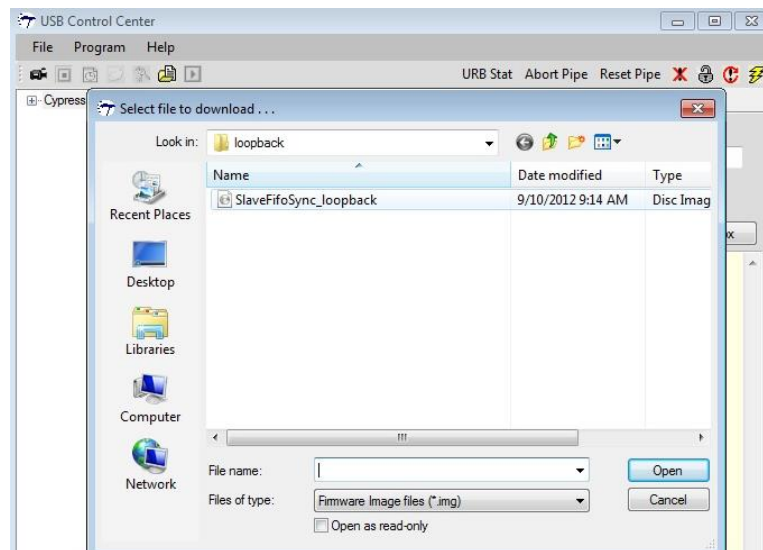 USB Control Center
File Program Help
URB Stat Abort Pipe Reset Pipe
Cypress
Select file to download . . .
Look in: loopback
Name Date modified Type
SlaveFifoSync_loopback 9/10/2012 9:14 AM Disc Imag
Recent Places
Desktop
Libraries
Computer
Network
File name: Open
Files of type: Firmware Image files (*.img) Cancel
Open as read-only